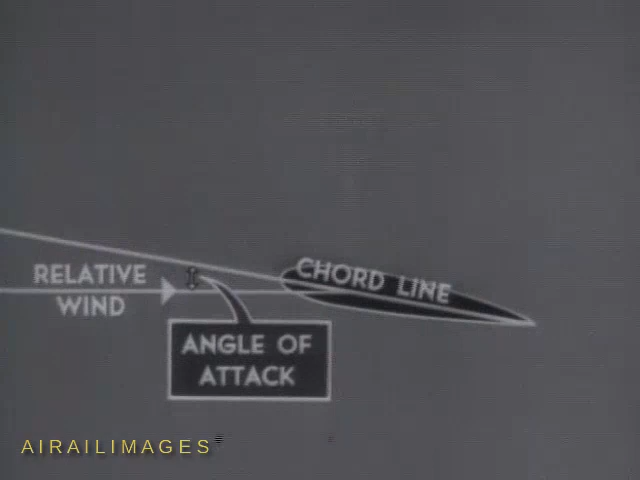 CHORD LINE
RELATIVE
WIND
ANGLE OF
ATTACK
AIRAILIMAGES